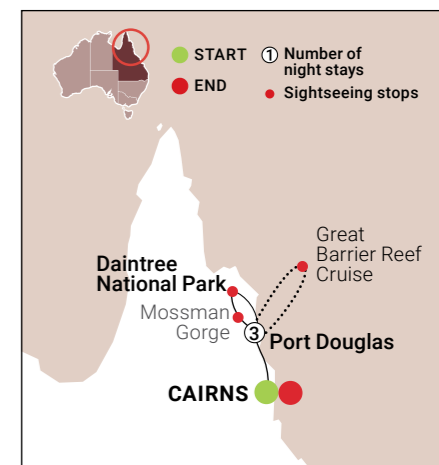 START
END
1 Number of
night stays
Sightseeing stops
Great
Barrier Reef
Cruise
Daintree
National Park
Mossman
Gorge
3
Port Douglas
CAIRNS